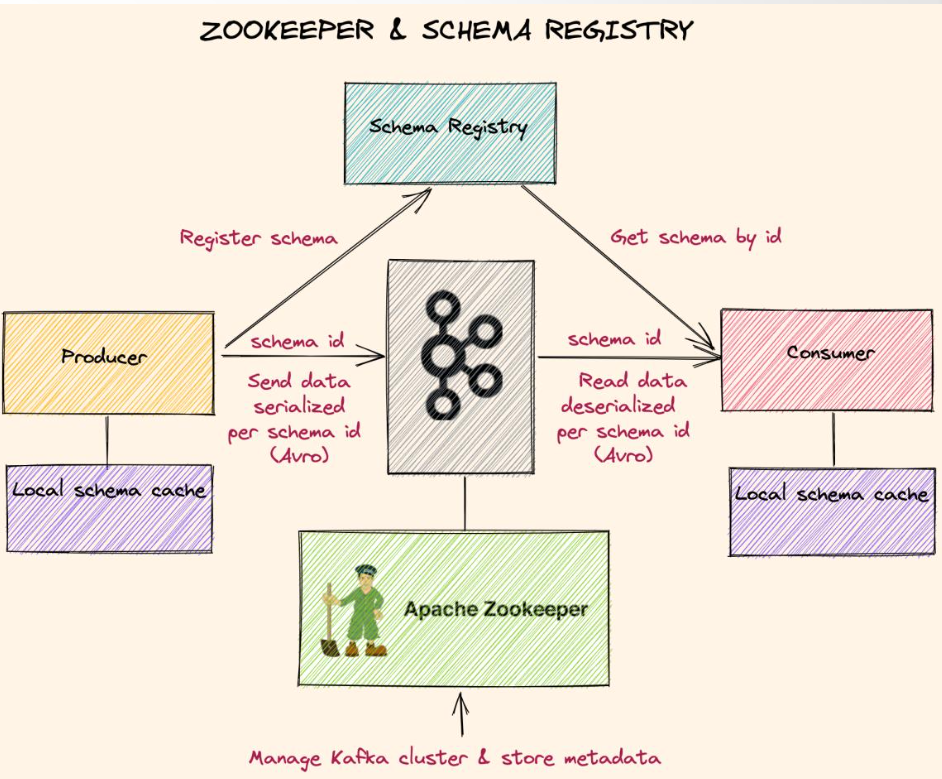 ZOOKEEPER & SCHEMA REGISTRY
Schema Registry
Register schema
Get schema by id
Producer
schema id
Send data
serialized
per schema id
(Avro)
schema id
Read data
deserialized
per schema id
(Avro)
Consumer
Local schema cache
Local schema cache
Apache Zookeeper
Manage Kafka cluster & store metadata